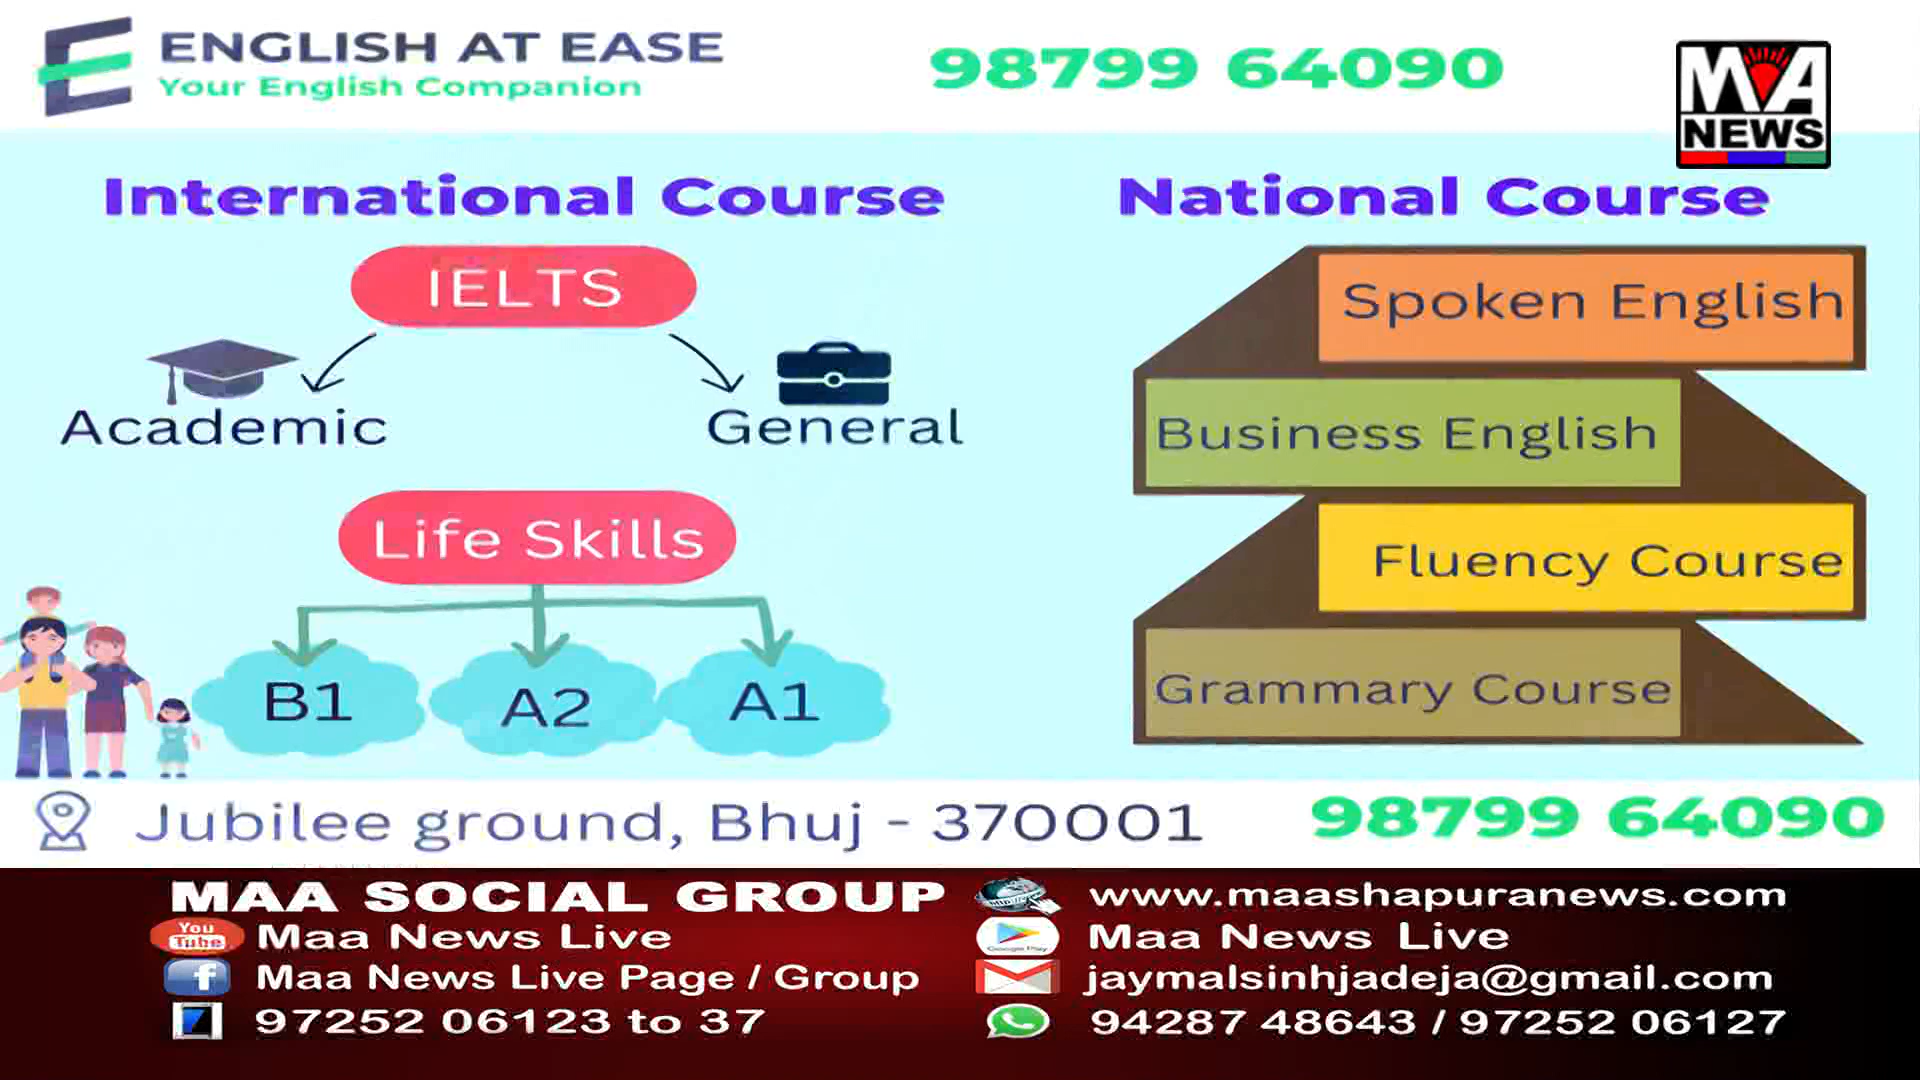 ENGLISH AT EASE
Your English Companion
98799 64090
MAA
NEWS
International Course
IELTS
Academic
General
Life Skills
B1
A2
A1
National Course
Spoken English
Business English
Fluency Course
Grammary Course
Jubilee ground, Bhuj - 370001
98799 64090
MAA SOCIAL GROUP
You
Tube
Maa News Live
f
Maa News Live Page / Group
97252 06123 to 37
www.maashapuranews.com
Google Play
Maa News Live
jaymalsinhjadeja@gmail.com
94287 48643 / 97252 06127